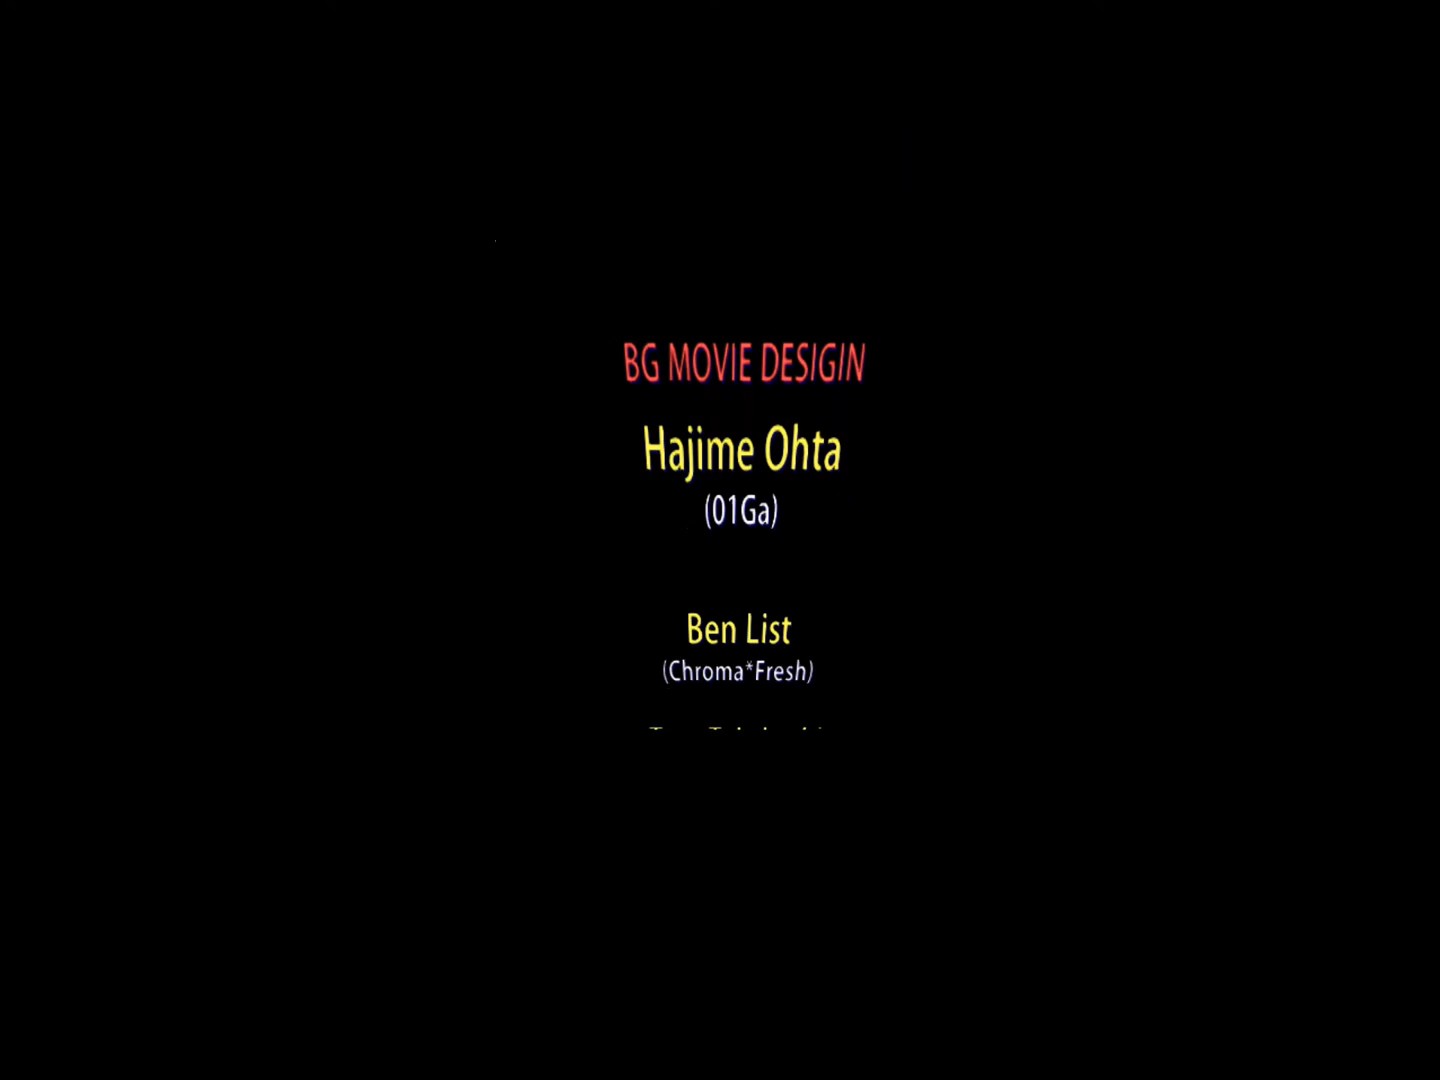 BG MOVIE DESIGIN
Hajime Ohta
(01Ga)
Ben List
(Chroma*Fresh)